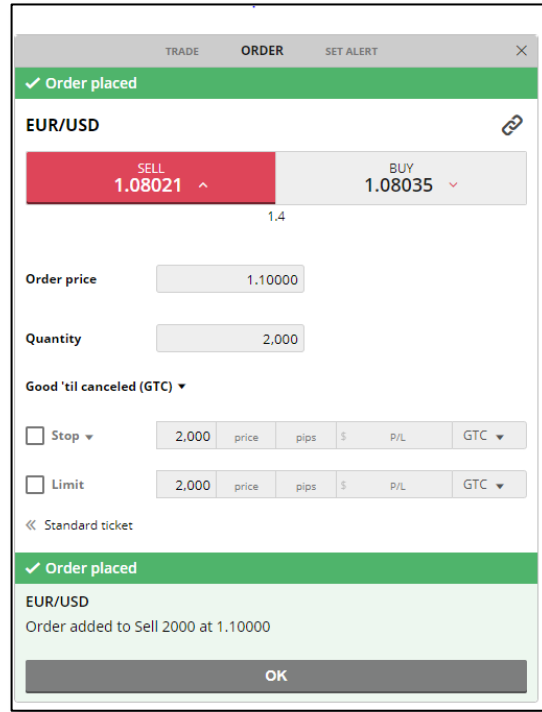 TRADE ORDER SET ALERT
Order placed
EUR/USD
SELL BUY
1.08021 1.08035
1.4
Order price 1.10000
Quantity 2,000
Good 'til canceled (GTC)
Stop 2,000 price pips $ P/L GTC
Limit 2,000 price pips $ P/L GTC
« Standard ticket
Order placed
EUR/USD
Order added to Sell 2000 at 1.10000
OK